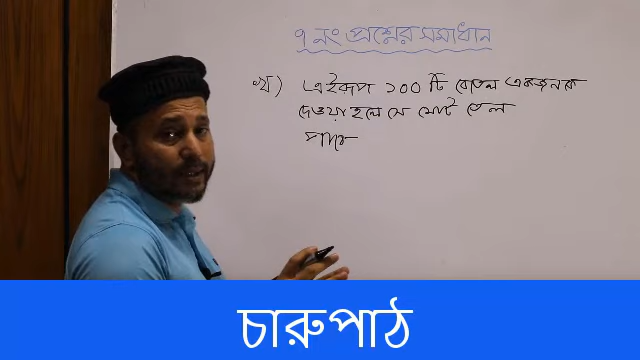 ৭ নং প্রশ্নের সমাধান
খ) এইরূপ ১০০ টি বোতল একজনকে
দেওয়া হলে সে মোট তেল
পাবে
চারুপাঠ